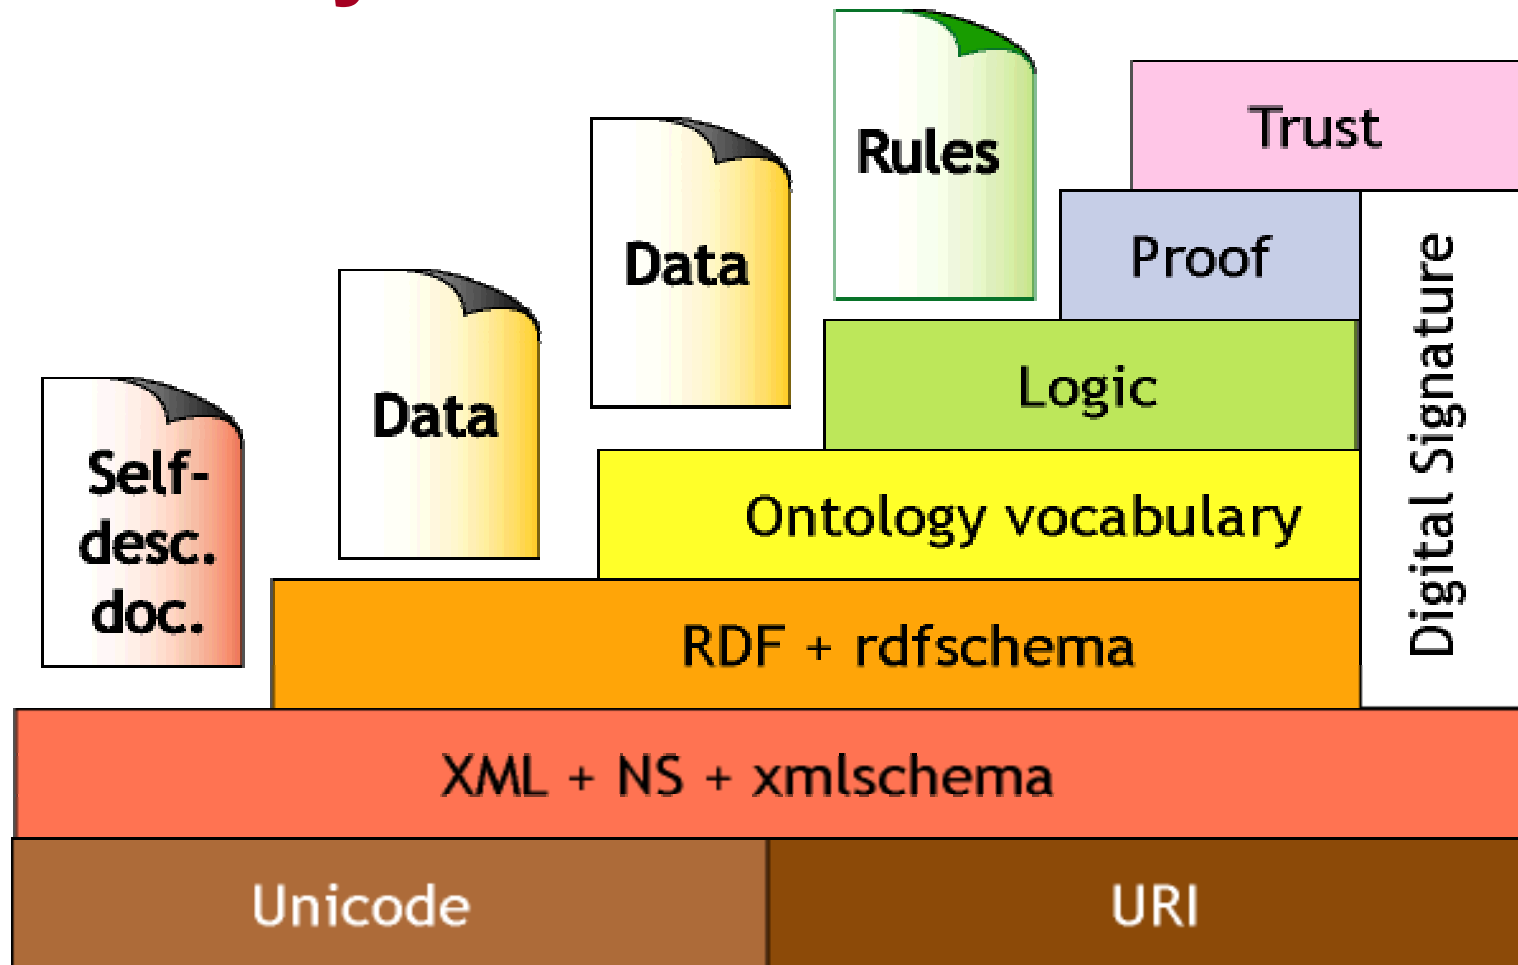 Rules
Trust
Data
Proof
Data
Logic
Self-
desc.
doc.
Ontology vocabulary
Digital Signature
RDF + rdfschema
XML + NS + xmlschema
Unicode
URI